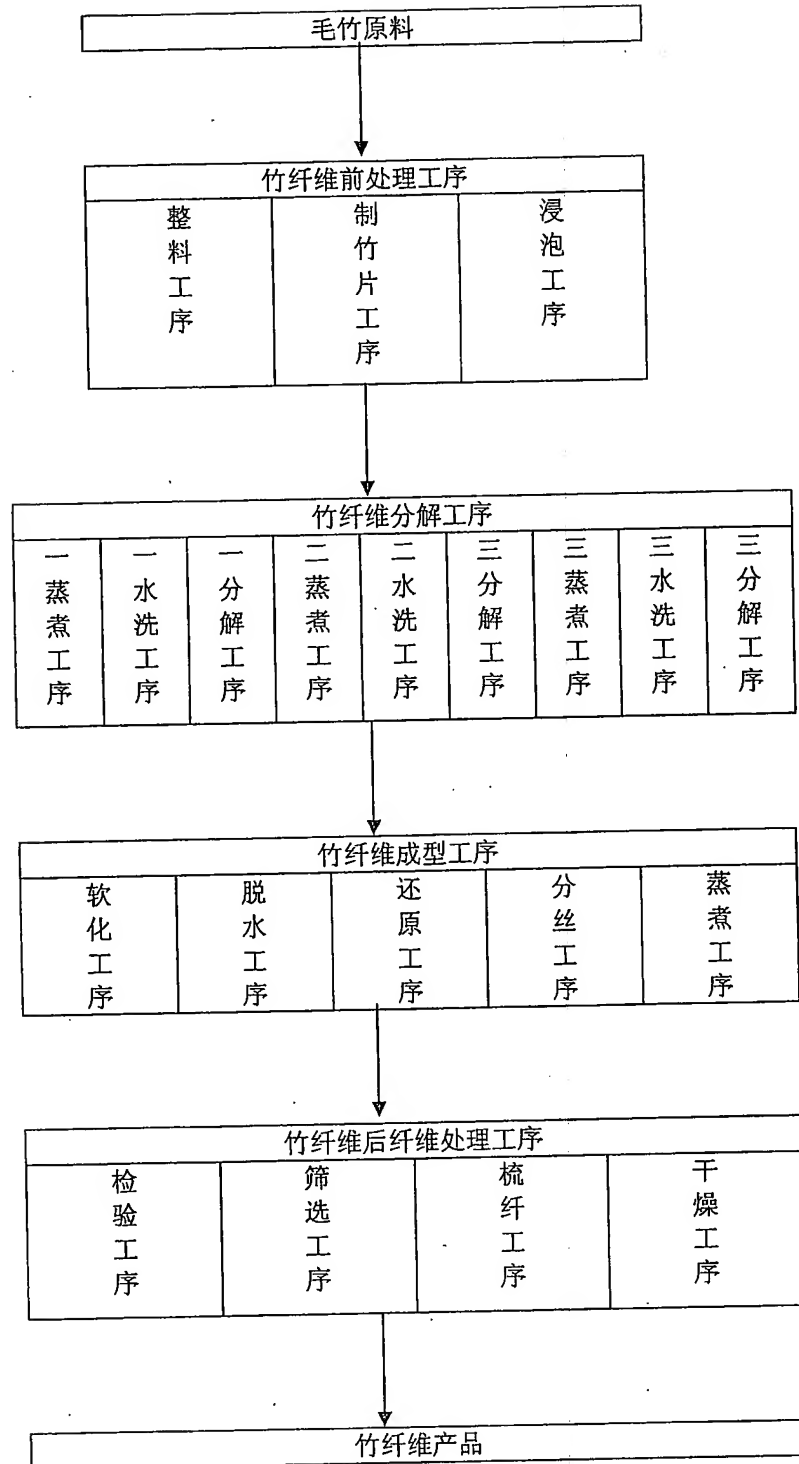 毛竹原料
竹纤维前处理工序
整料工序
制竹片工序
浸泡工序
竹纤维分解工序
一蒸煮工序
一水洗工序
一分解工序
二蒸煮工序
二水洗工序
三分解工序
三蒸煮工序
三水洗工序
三分解工序
竹纤维成型工序
软化工序
脱水工序
还原工序
分丝工序
蒸煮工序
竹纤维后纤维处理工序
检验工序
筛选工序
梳纤工序
干燥工序
竹纤维产品